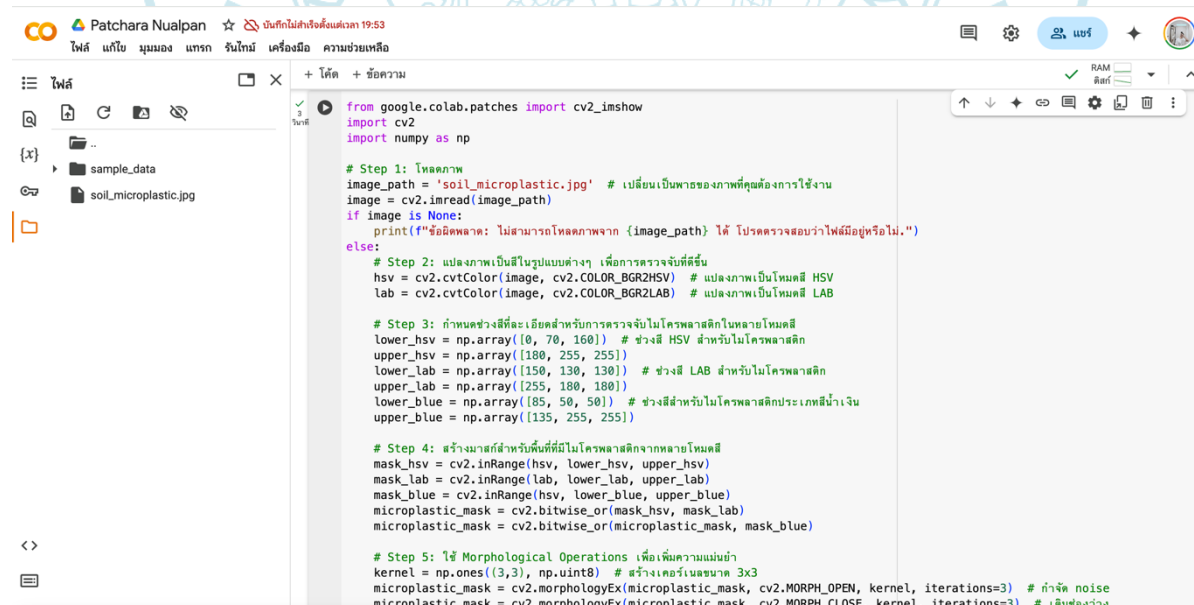 Patchara Nualpan บันทึกไม่สำเร็จตั้งแต่เวลา 19:53
ไฟล์ แก้ไข มุมมอง แทรก รันไทม์ เครื่องมือ ความช่วยเหลือ
แชร์
ไฟล์
+ โค้ด + ข้อความ
RAM
ดิสก์
..
sample_data
soil_microplastic.jpg
{x}
<>
3
วินาที
from google.colab.patches import cv2_imshow
import cv2
import numpy as np
# Step 1: โหลดภาพ
image_path = 'soil_microplastic.jpg'  # เปลี่ยนเป็นพาธของภาพที่คุณต้องการใช้งาน
image = cv2.imread(image_path)
if image is None:
    print(f"ข้อผิดพลาด: ไม่สามารถโหลดภาพจาก {image_path} ได้ โปรดตรวจสอบว่าไฟล์มีอยู่หรือไม่.")
else:
    # Step 2: แปลงภาพเป็นสีในรูปแบบต่างๆ เพื่อการตรวจจับที่ดีขึ้น
    hsv = cv2.cvtColor(image, cv2.COLOR_BGR2HSV)  # แปลงภาพเป็นโหมดสี HSV
    lab = cv2.cvtColor(image, cv2.COLOR_BGR2LAB)  # แปลงภาพเป็นโหมดสี LAB
    # Step 3: กำหนดช่วงสีที่ละเอียดสำหรับการตรวจจับไมโครพลาสติกในหลายโหมดสี
    lower_hsv = np.array([0, 70, 160])  # ช่วงสี HSV สำหรับไมโครพลาสติก
    upper_hsv = np.array([180, 255, 255])
    lower_lab = np.array([150, 130, 130])  # ช่วงสี LAB สำหรับไมโครพลาสติก
    upper_lab = np.array([255, 180, 180])
    lower_blue = np.array([85, 50, 50])  # ช่วงสีสำหรับไมโครพลาสติกประเภทสีน้ำเงิน
    upper_blue = np.array([135, 255, 255])
    # Step 4: สร้างมาสก์สำหรับพื้นที่ที่มีไมโครพลาสติกจากหลายโหมดสี
    mask_hsv = cv2.inRange(hsv, lower_hsv, upper_hsv)
    mask_lab = cv2.inRange(lab, lower_lab, upper_lab)
    mask_blue = cv2.inRange(hsv, lower_blue, upper_blue)
    microplastic_mask = cv2.bitwise_or(mask_hsv, mask_lab)
    microplastic_mask = cv2.bitwise_or(microplastic_mask, mask_blue)
    # Step 5: ใช้ Morphological Operations เพื่อเพิ่มความแม่นยำ
    kernel = np.ones((3,3), np.uint8)  # สร้างเคอร์เนลขนาด 3x3
    microplastic_mask = cv2.morphologyEx(microplastic_mask, cv2.MORPH_OPEN, kernel, iterations=3)  # กำจัด noise
    microplastic_mask = cv2.morphologyEx(microplastic_mask, cv2.MORPH_CLOSE, kernel, iterations=3)  # เติมช่องว่าง